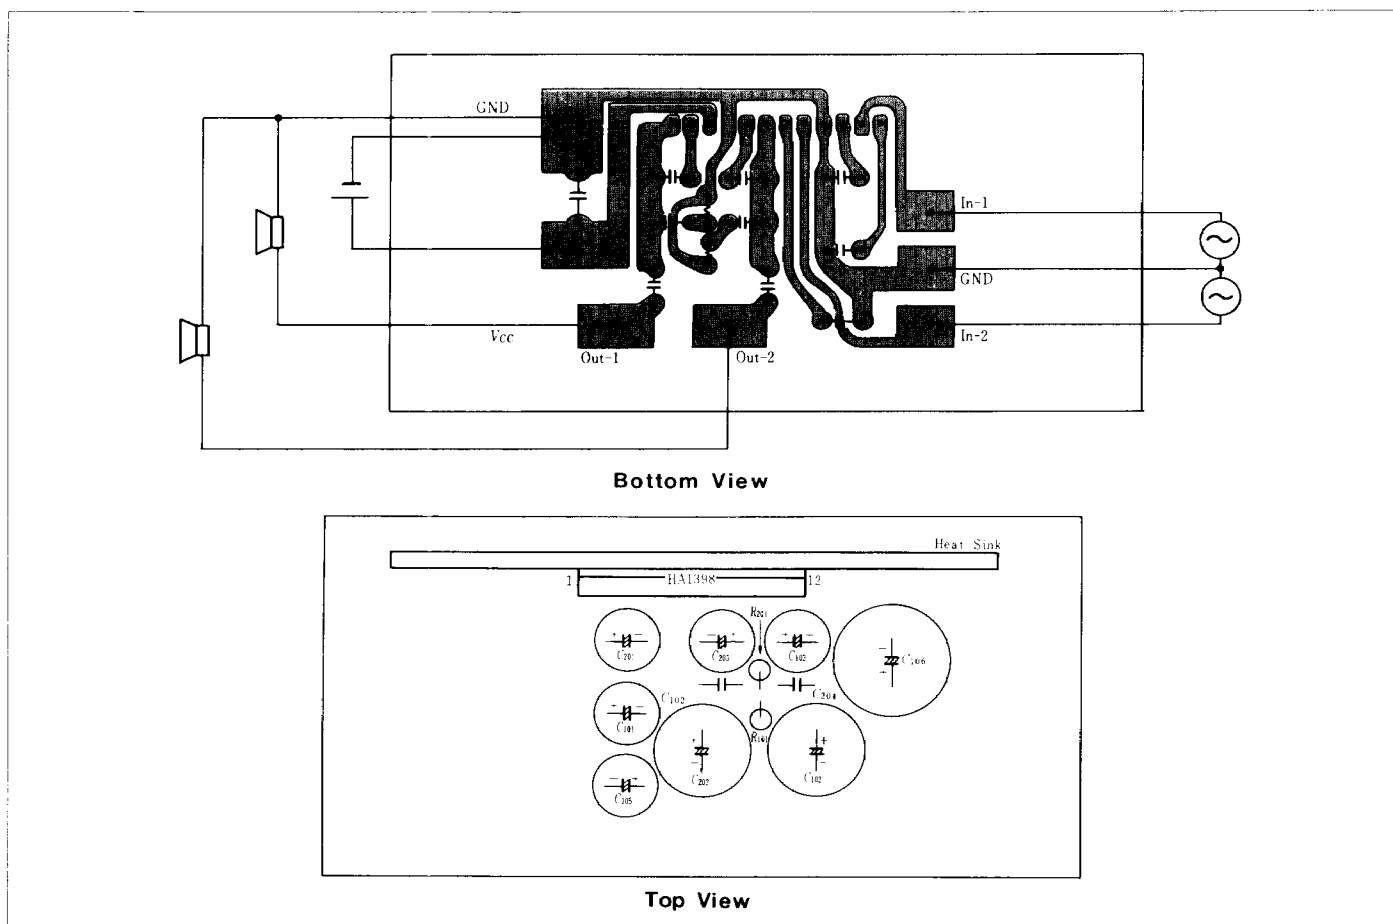 GND
In-1
GND
In-2
Vcc
Out-1
Out-2
Bottom View
Heat Sink
1
HA1398
12
R201
C201
C203
C103
C106
C102
C204
C101
R101
C202
C102
C105
Top View